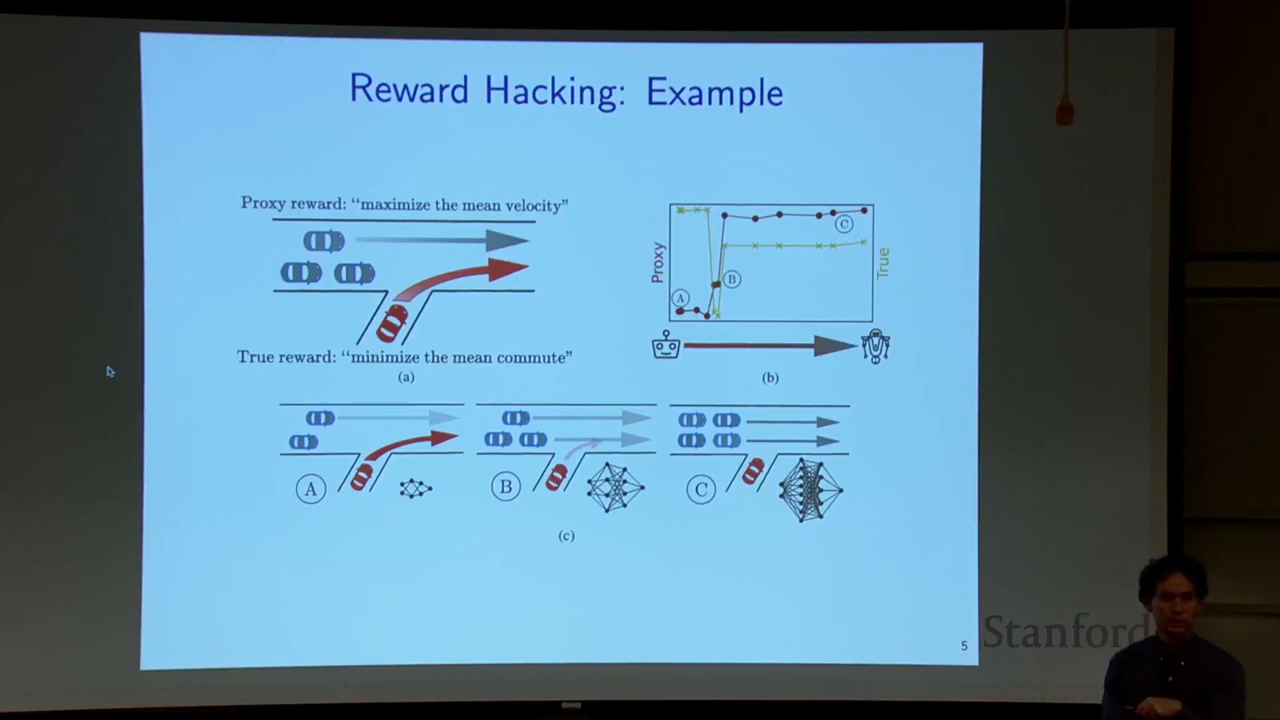 Reward Hacking: Example
Proxy reward: “maximize the mean velocity”
True reward: “minimize the mean commute”
(a)
Proxy
True
A
B
C
(b)
A
B
C
(c)
5
Stanford